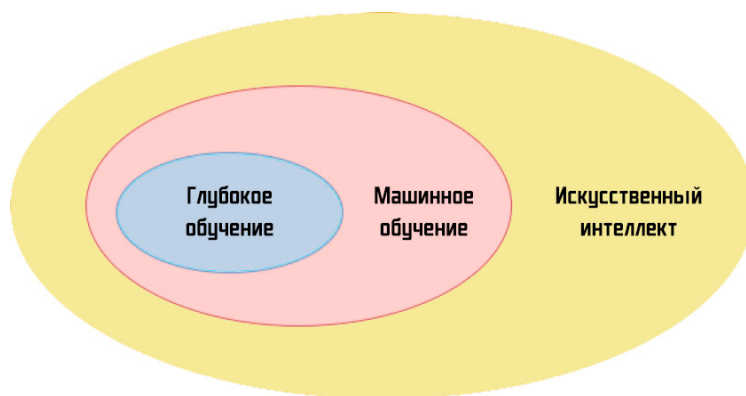 Глубокое
обучение
Машинное
обучение
Искусственный
интеллект